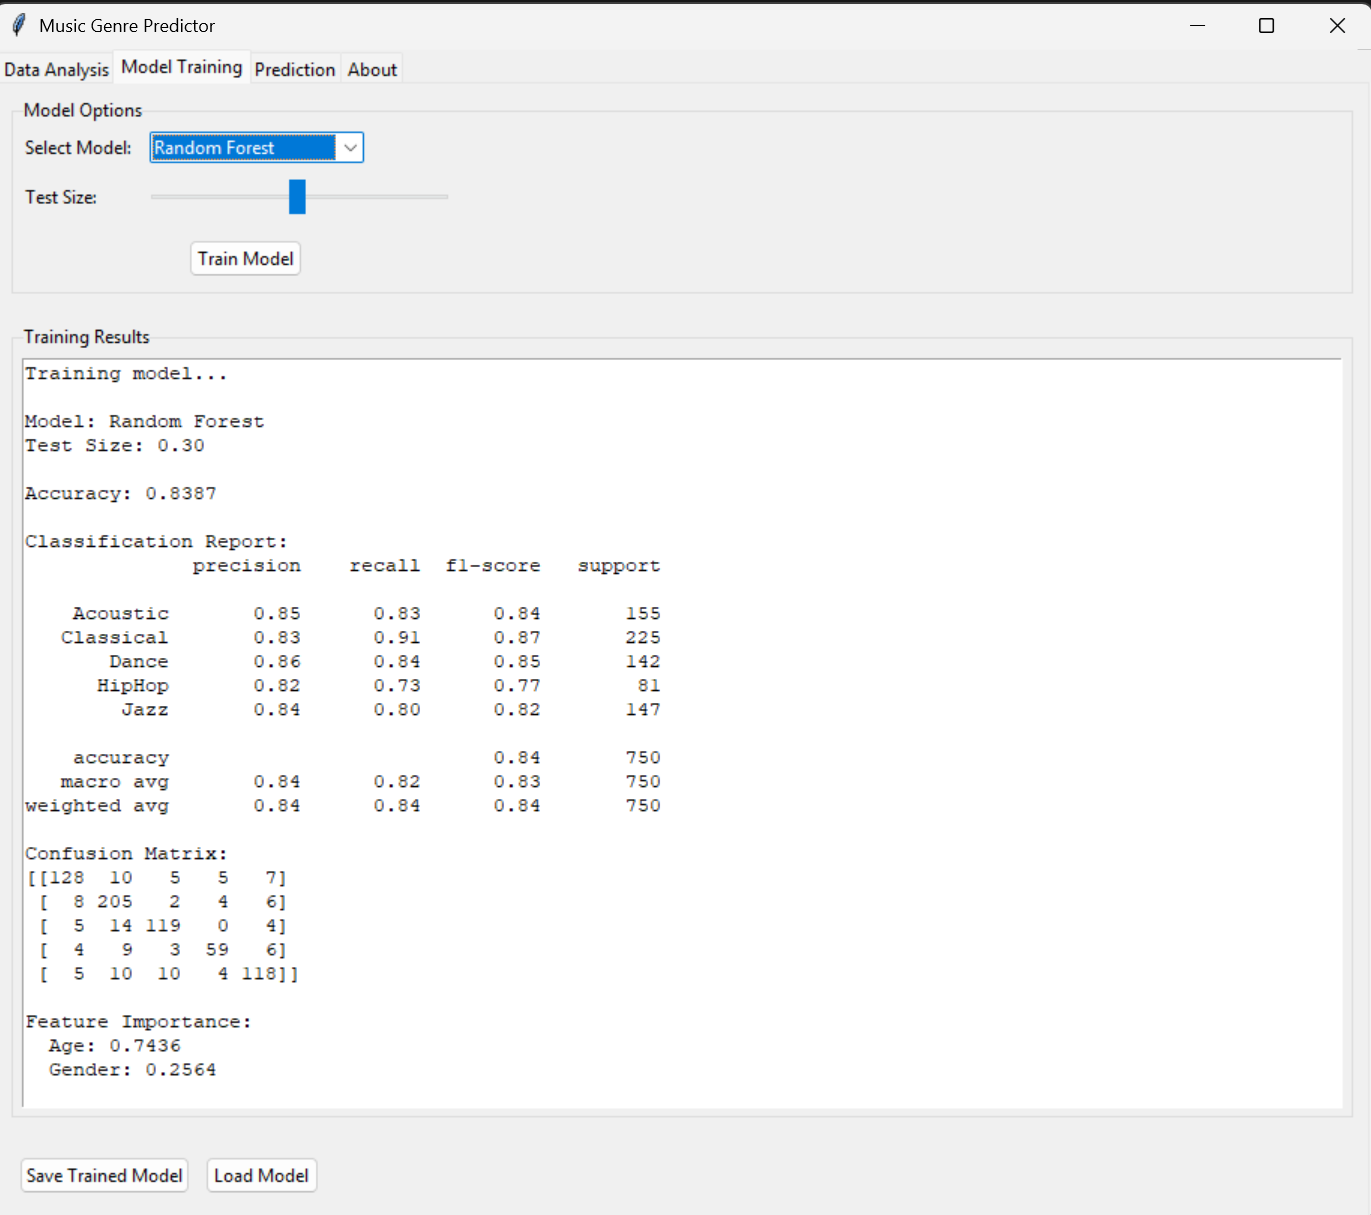 Music Genre Predictor
Data Analysis Model Training Prediction About
Model Options
Select Model: Random Forest
Test Size:
Train Model
Training Results
Training model...
Model: Random Forest
Test Size: 0.30
Accuracy: 0.8387
Classification Report:
precision recall f1-score support
Acoustic 0.85 0.83 0.84 155
Classical 0.83 0.91 0.87 225
Dance 0.86 0.84 0.85 142
HipHop 0.82 0.73 0.77 81
Jazz 0.84 0.80 0.82 147
accuracy 0.84 750
macro avg 0.84 0.82 0.83 750
weighted avg 0.84 0.84 0.84 750
Confusion Matrix:
[[128 10 5 5 7]
[ 8 205 2 4 6]
[ 5 14 119 0 4]
[ 4 9 3 59 6]
[ 5 10 10 4 118]]
Feature Importance:
Age: 0.7436
Gender: 0.2564
Save Trained Model Load Model